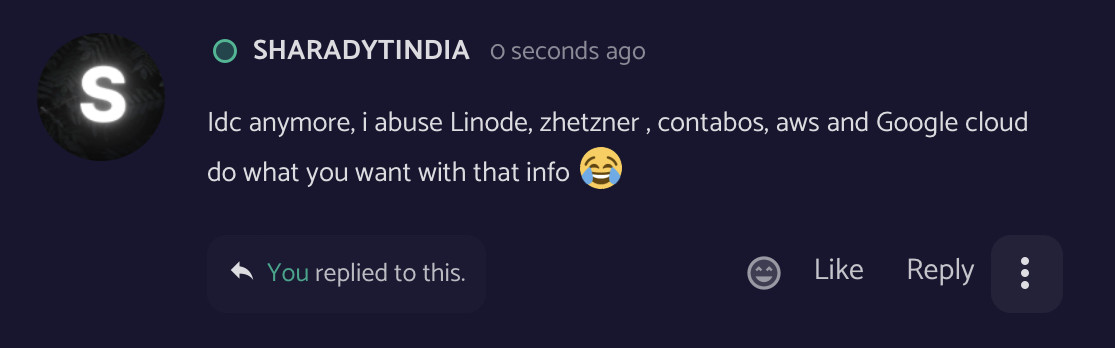 S
SHARADYTINDIA 0 seconds ago
Idc anymore, i abuse Linode, zhetzner , contabos, aws and Google cloud
do what you want with that info 😂
You replied to this.
Like Reply